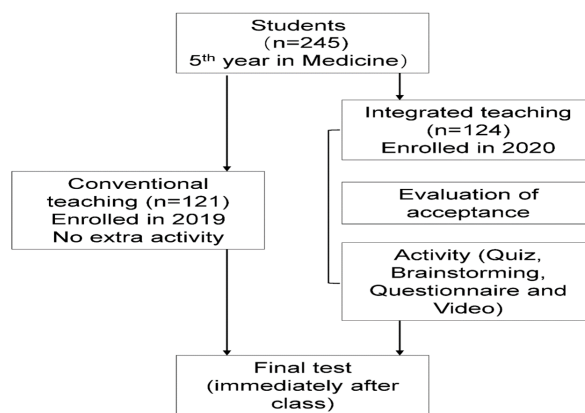 Students
(n=245)
5th year in Medicine)
Integrated teaching
(n=124)
Enrolled in 2020
Conventional
teaching (n=121)
Enrolled in 2019
No extra activity
Evaluation of
acceptance
Activity (Quiz,
Brainstorming,
Questionnaire and
Video)
Final test
(immediately after
class)